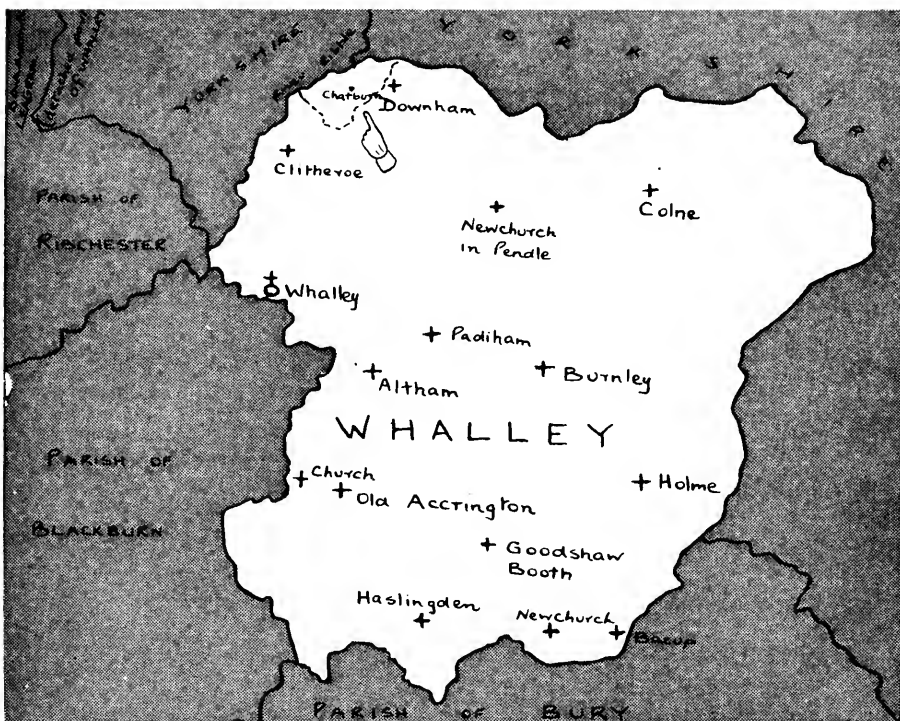 YORKSHIRE
YORKSHIRE
Chatburn
Downham
Clitheroe
PARISH OF
RIBCHESTER
Colne
Newchurch
in Pendle
Whalley
Padiham
Altham
Burnley
WHALLEY
PARISH OF
BLACKBURN
Church
Old Accrington
Holme
Goodshaw
Booth
Haslingden
Newchurch
Bacup
PARISH OF BURY